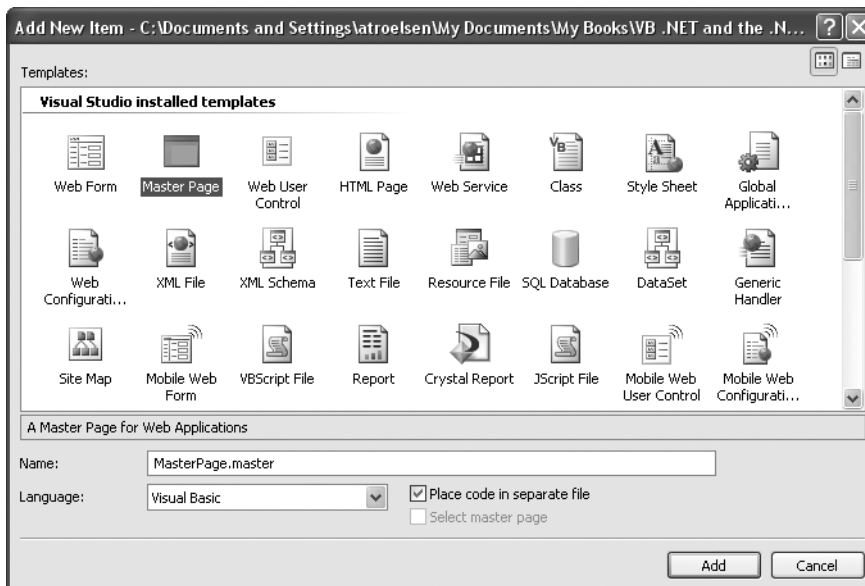 Add New Item - C:\Documents and Settings\atroelsen\My Documents\My Books\VB .NET and the .N...
Templates:
Visual Studio installed templates
Web Form
Master Page
Web User
Control
HTML Page
Web Service
Class
Style Sheet
Global
Applicati...
Web
Configurati...
XML File
XML Schema
Text File
Resource File
SQL Database
DataSet
Generic
Handler
Site Map
Mobile Web
Form
VBScript File
Report
Crystal Report
JScript File
Mobile Web
User Control
Mobile Web
Configurati...
A Master Page for Web Applications
Name: MasterPage.master
Language: Visual Basic
Place code in separate file
Select master page
Add Cancel